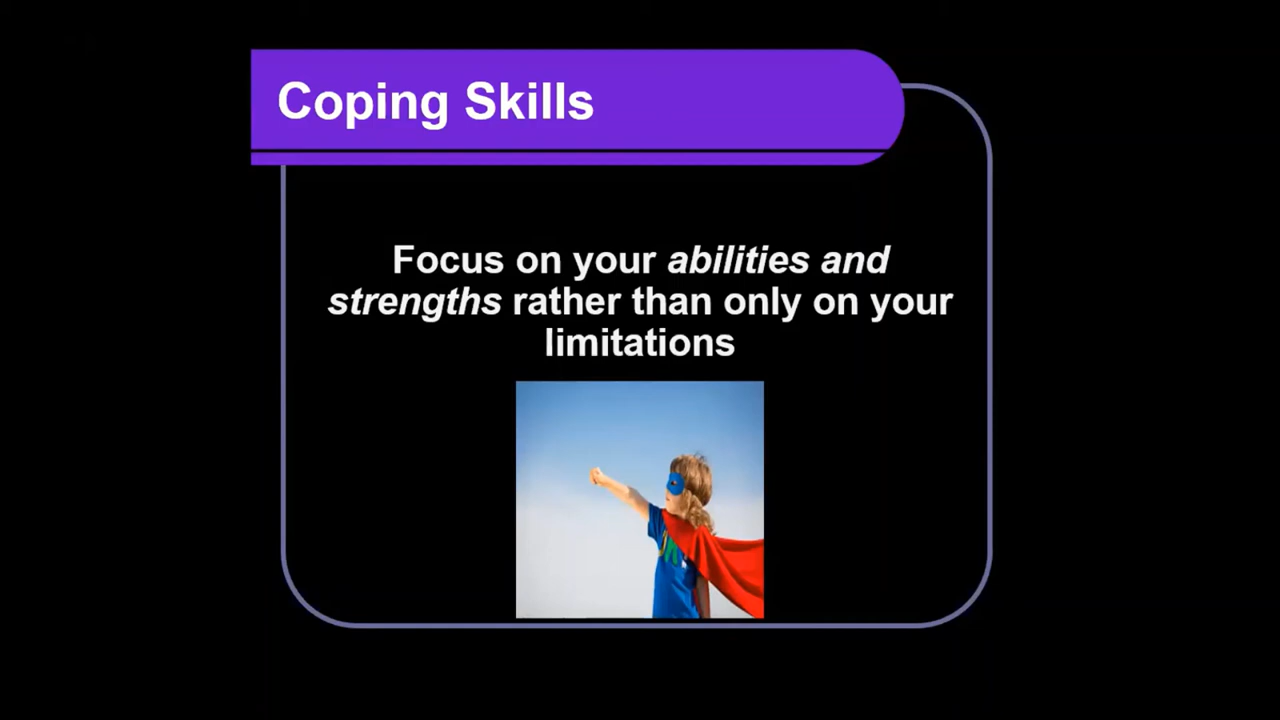 Coping Skills
Focus on your abilities and
strengths rather than only on your
limitations